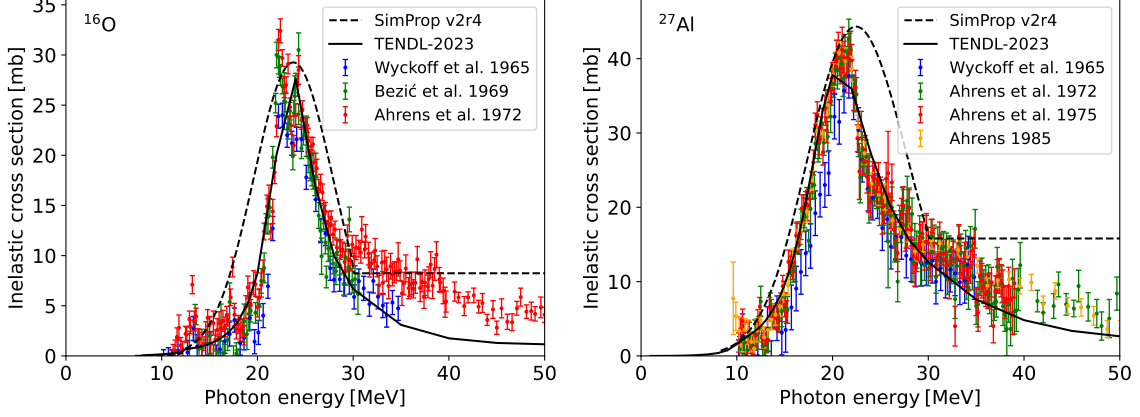 35
30
25
20
15
10
5
0
Inelastic cross section [mb]
¹⁶O
SimProp v2r4
TENDL-2023
Wyckoff et al. 1965
Bezić et al. 1969
Ahrens et al. 1972
0 10 20 30 40 50
Photon energy [MeV]
40
30
20
10
0
Inelastic cross section [mb]
²⁷Al
SimProp v2r4
TENDL-2023
Wyckoff et al. 1965
Ahrens et al. 1972
Ahrens et al. 1975
Ahrens 1985
0 10 20 30 40 50
Photon energy [MeV]